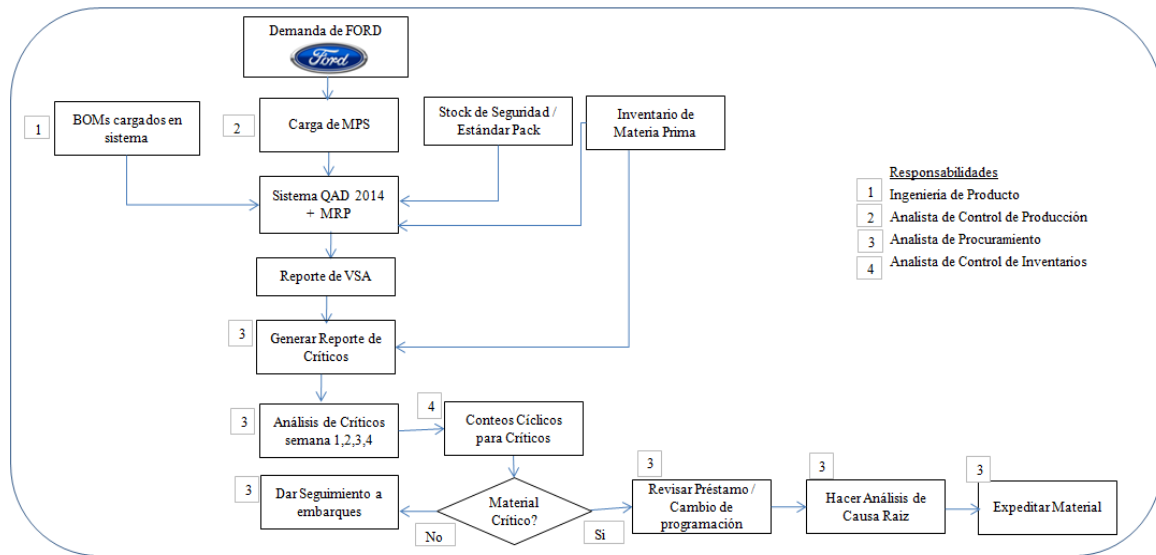 Demanda de FORD
Ford
1
BOMs cargados en
sistema
2
Carga de MPS
Stock de Seguridad /
Estándar Pack
Inventario de
Materia Prima
Sistema QAD 2014
+ MRP
Responsabilidades
1
Ingeniería de Producto
2
Analista de Control de Producción
3
Analista de Procuramiento
4
Analista de Control de Inventarios
Reporte de VSA
3
Generar Reporte de
Críticos
3
Análisis de Críticos
semana 1,2,3,4
4
Conteos Cíclicos
para Críticos
3
Dar Seguimiento a
embarques
No
Material
Crítico?
Si
3
Revisar Préstamo /
Cambio de
programación
3
Hacer Análisis de
Causa Raiz
3
Expeditar Material